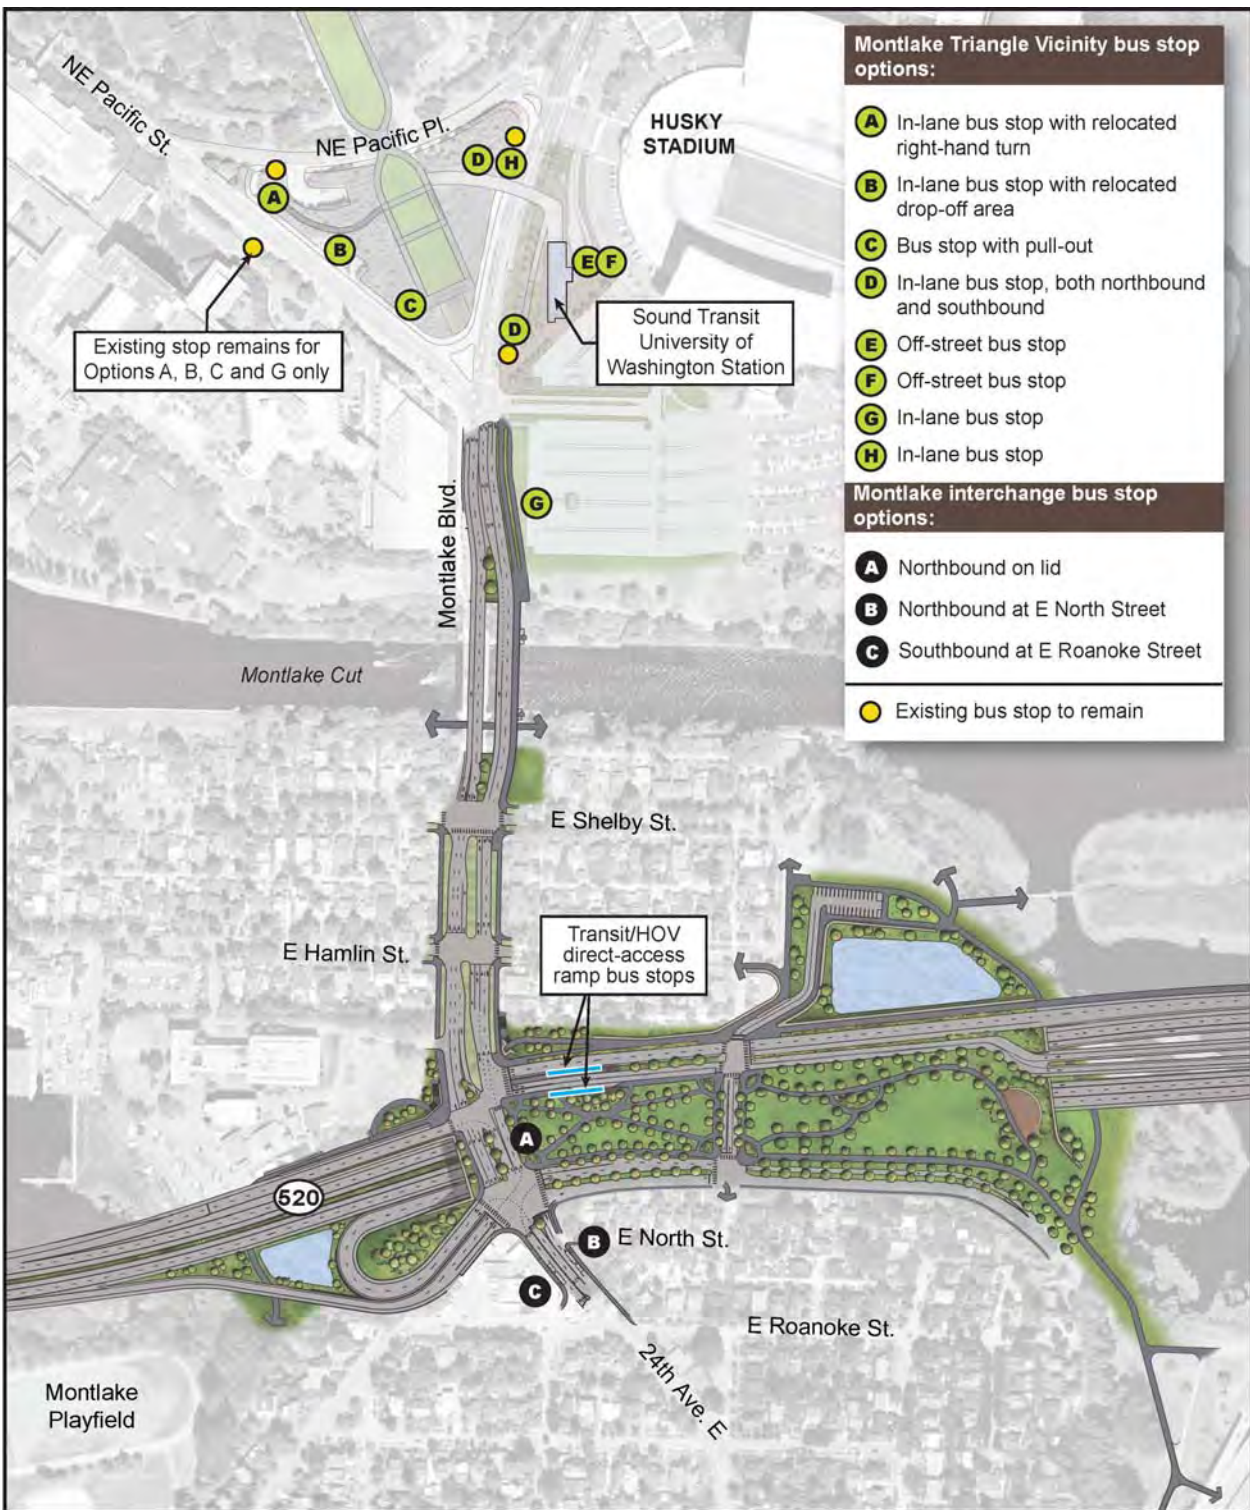 NE Pacific St.
NE Pacific Pl.
HUSKY
STADIUM
A
B
C
D
H
E
F
D
G
Existing stop remains for
Options A, B, C and G only
Sound Transit
University of
Washington Station
Montlake Blvd.
Montlake Cut
E Shelby St.
E Hamlin St.
Transit/HOV
direct-access
ramp bus stops
A
520
B
E North St.
C
E Roanoke St.
24th Ave. E
Montlake
Playfield
Montlake Triangle Vicinity bus stop
options:
A In-lane bus stop with relocated
right-hand turn
B In-lane bus stop with relocated
drop-off area
C Bus stop with pull-out
D In-lane bus stop, both northbound
and southbound
E Off-street bus stop
F Off-street bus stop
G In-lane bus stop
H In-lane bus stop
Montlake interchange bus stop
options:
A Northbound on lid
B Northbound at E North Street
C Southbound at E Roanoke Street
Existing bus stop to remain